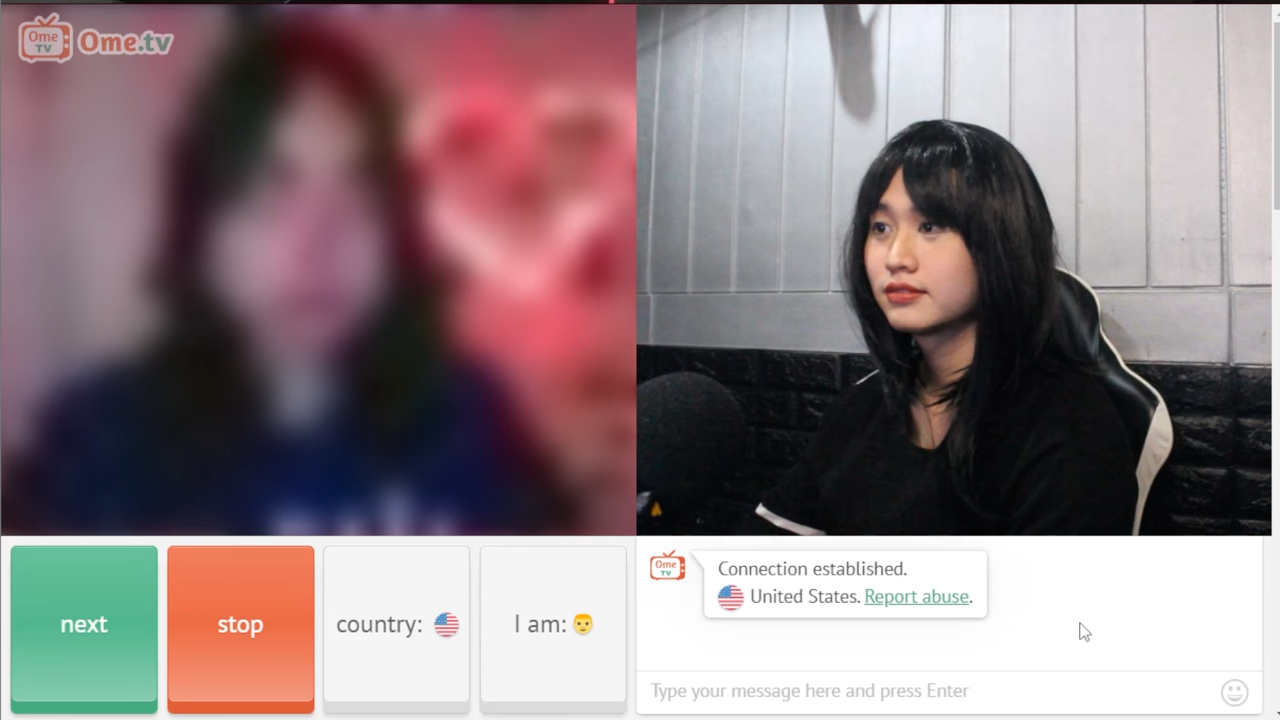 Ome
TV
Ome.tv
next
stop
country:
I am:
Ome
TV
Connection established.
United States. Report abuse.
Type your message here and press Enter